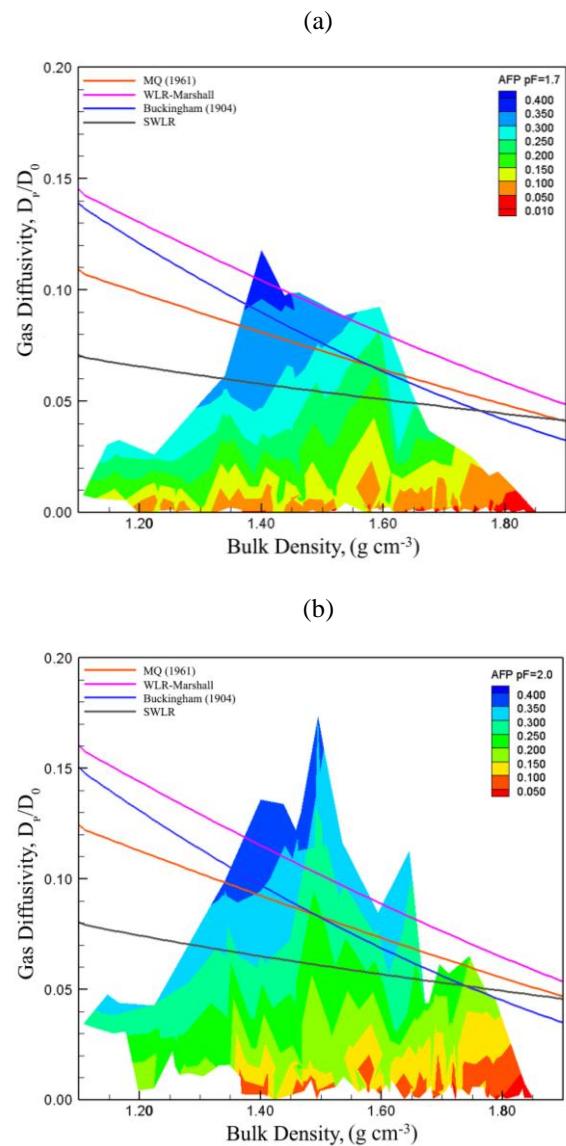 (a)
0.20
0.15
0.10
0.05
0.00
Gas Diffusivity, Dₚ/D₀
MQ (1961)
WLR-Marshall
Buckingham (1904)
SWLR
AFP pF=1.7
0.400
0.350
0.300
0.250
0.200
0.150
0.100
0.050
0.010
1.20 1.40 1.60 1.80
Bulk Density, (g cm⁻³)
(b)
0.20
0.15
0.10
0.05
0.00
Gas Diffusivity, Dₚ/D₀
MQ (1961)
WLR-Marshall
Buckingham (1904)
SWLR
AFP pF=2.0
0.400
0.350
0.300
0.250
0.200
0.150
0.100
0.050
1.20 1.40 1.60 1.80
Bulk Density, (g cm⁻³)